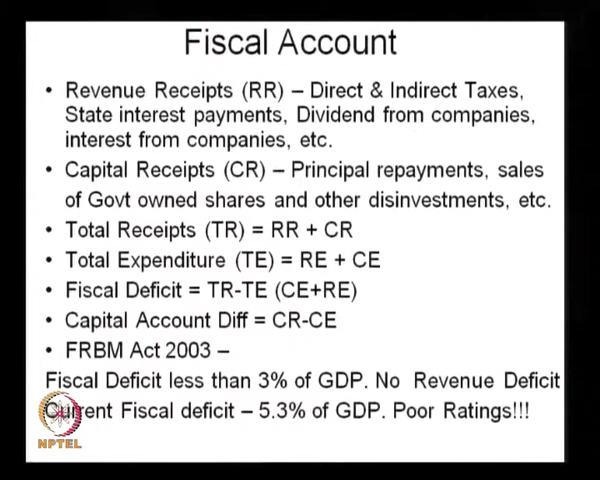 Fiscal Account
• Revenue Receipts (RR) – Direct & Indirect Taxes,
State interest payments, Dividend from companies,
interest from companies, etc.
• Capital Receipts (CR) – Principal repayments, sales
of Govt owned shares and other disinvestments, etc.
• Total Receipts (TR) = RR + CR
• Total Expenditure (TE) = RE + CE
• Fiscal Deficit = TR-TE (CE+RE)
• Capital Account Diff = CR-CE
• FRBM Act 2003 –
Fiscal Deficit less than 3% of GDP. No Revenue Deficit
Current Fiscal deficit – 5.3% of GDP. Poor Ratings!!!
NPTEL